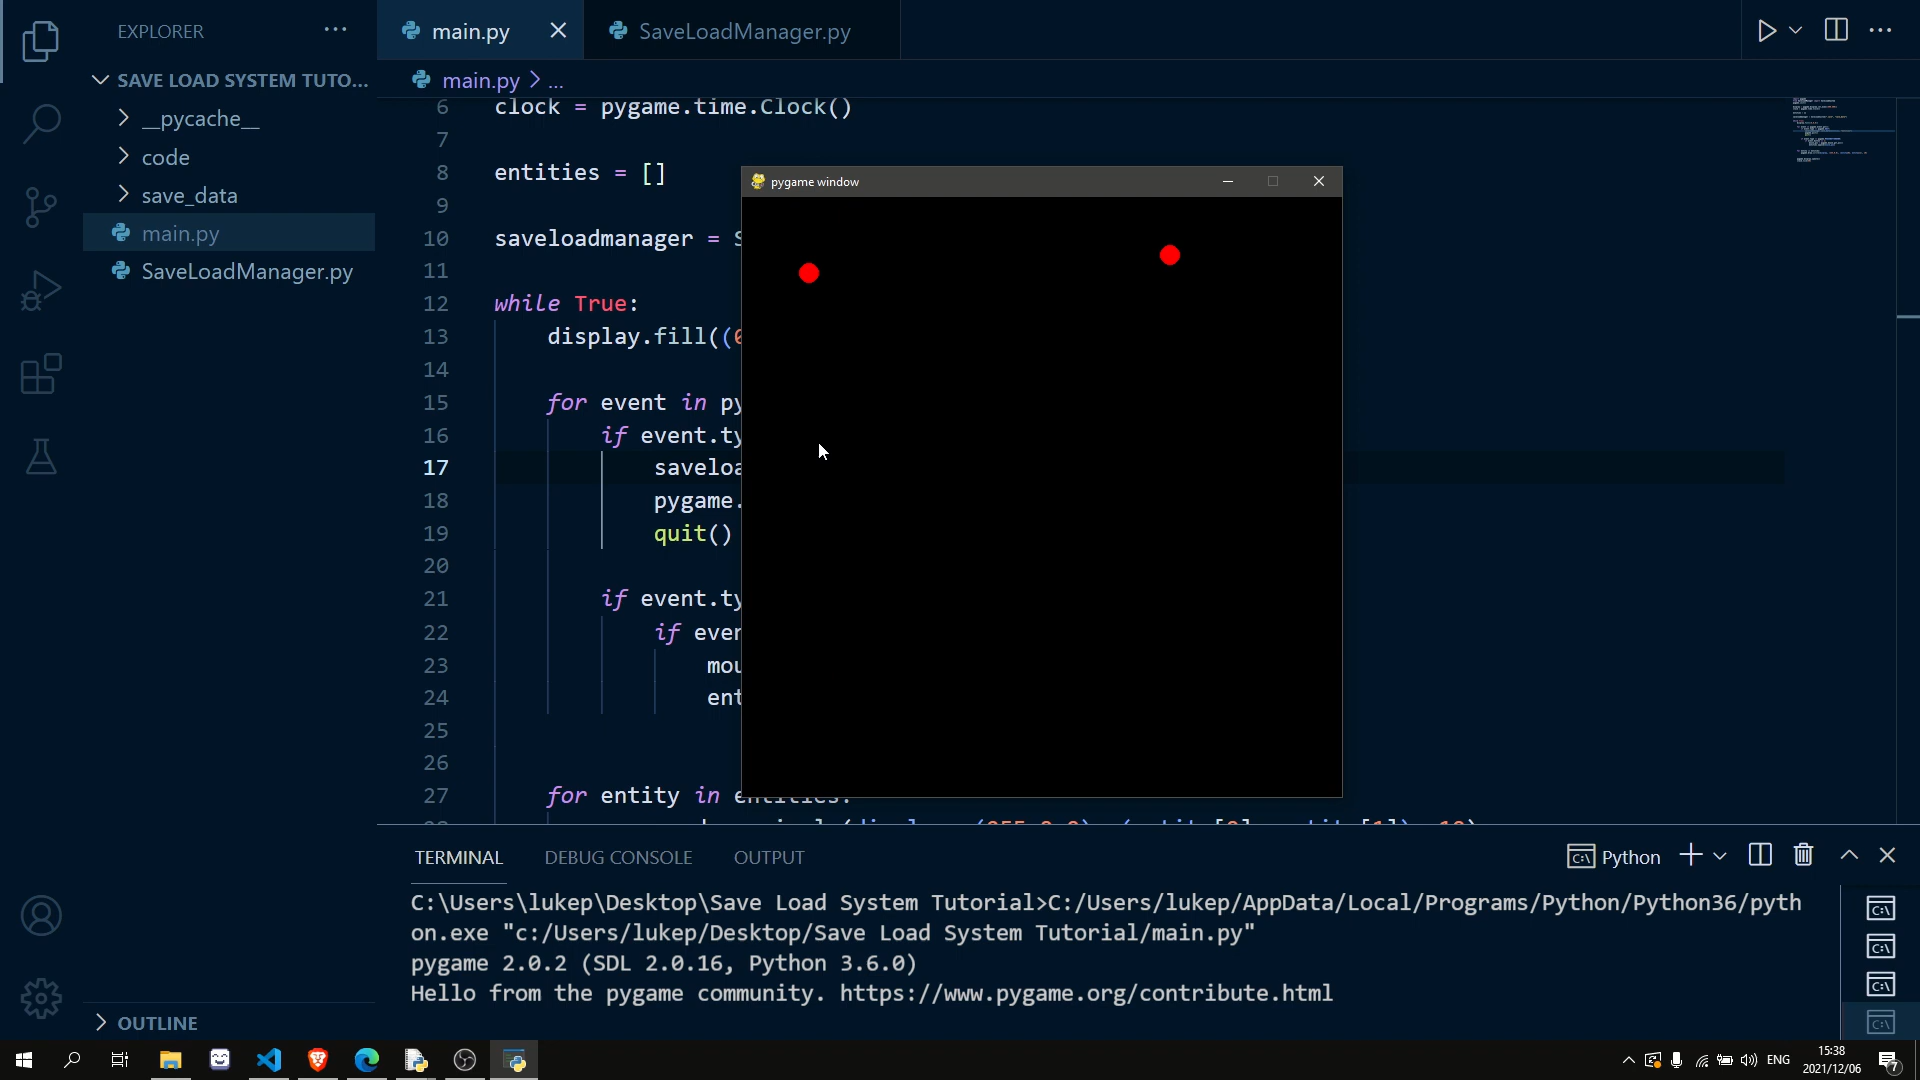 EXPLORER
SAVE LOAD SYSTEM TUTO...
__pycache__
code
save_data
main.py
SaveLoadManager.py
OUTLINE
main.py
SaveLoadManager.py
main.py > ...
6 clock = pygame.time.Clock()
7
8 entities = []
9
10 saveloadmanager = S
11
12 while True:
13 display.fill((0
14
15 for event in py
16 if event.ty
17 saveloa
18 pygame.
19 quit()
20
21 if event.ty
22 if even
23 mou
24 ent
25
26
27 for entity in entities:
pygame window
TERMINAL
DEBUG CONSOLE
OUTPUT
Python
C:\Users\lukep\Desktop\Save Load System Tutorial>C:/Users/lukep/AppData/Local/Programs/Python/Python36/pyth
on.exe "c:/Users/lukep/Desktop/Save Load System Tutorial/main.py"
pygame 2.0.2 (SDL 2.0.16, Python 3.6.0)
Hello from the pygame community. https://www.pygame.org/contribute.html
ENG
15:38
2021/12/06
7